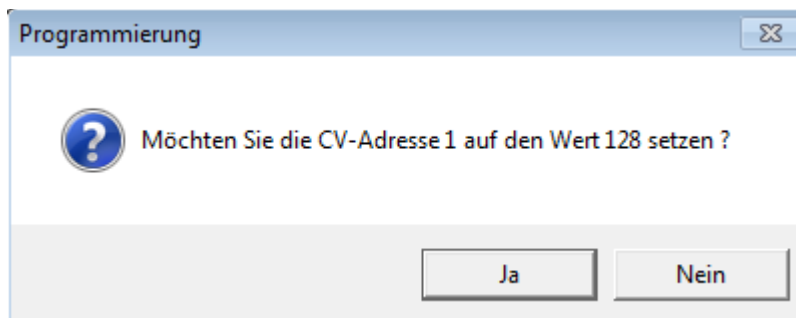 Programmierung
Möchten Sie die CV-Adresse 1 auf den Wert 128 setzen ?
Ja
Nein